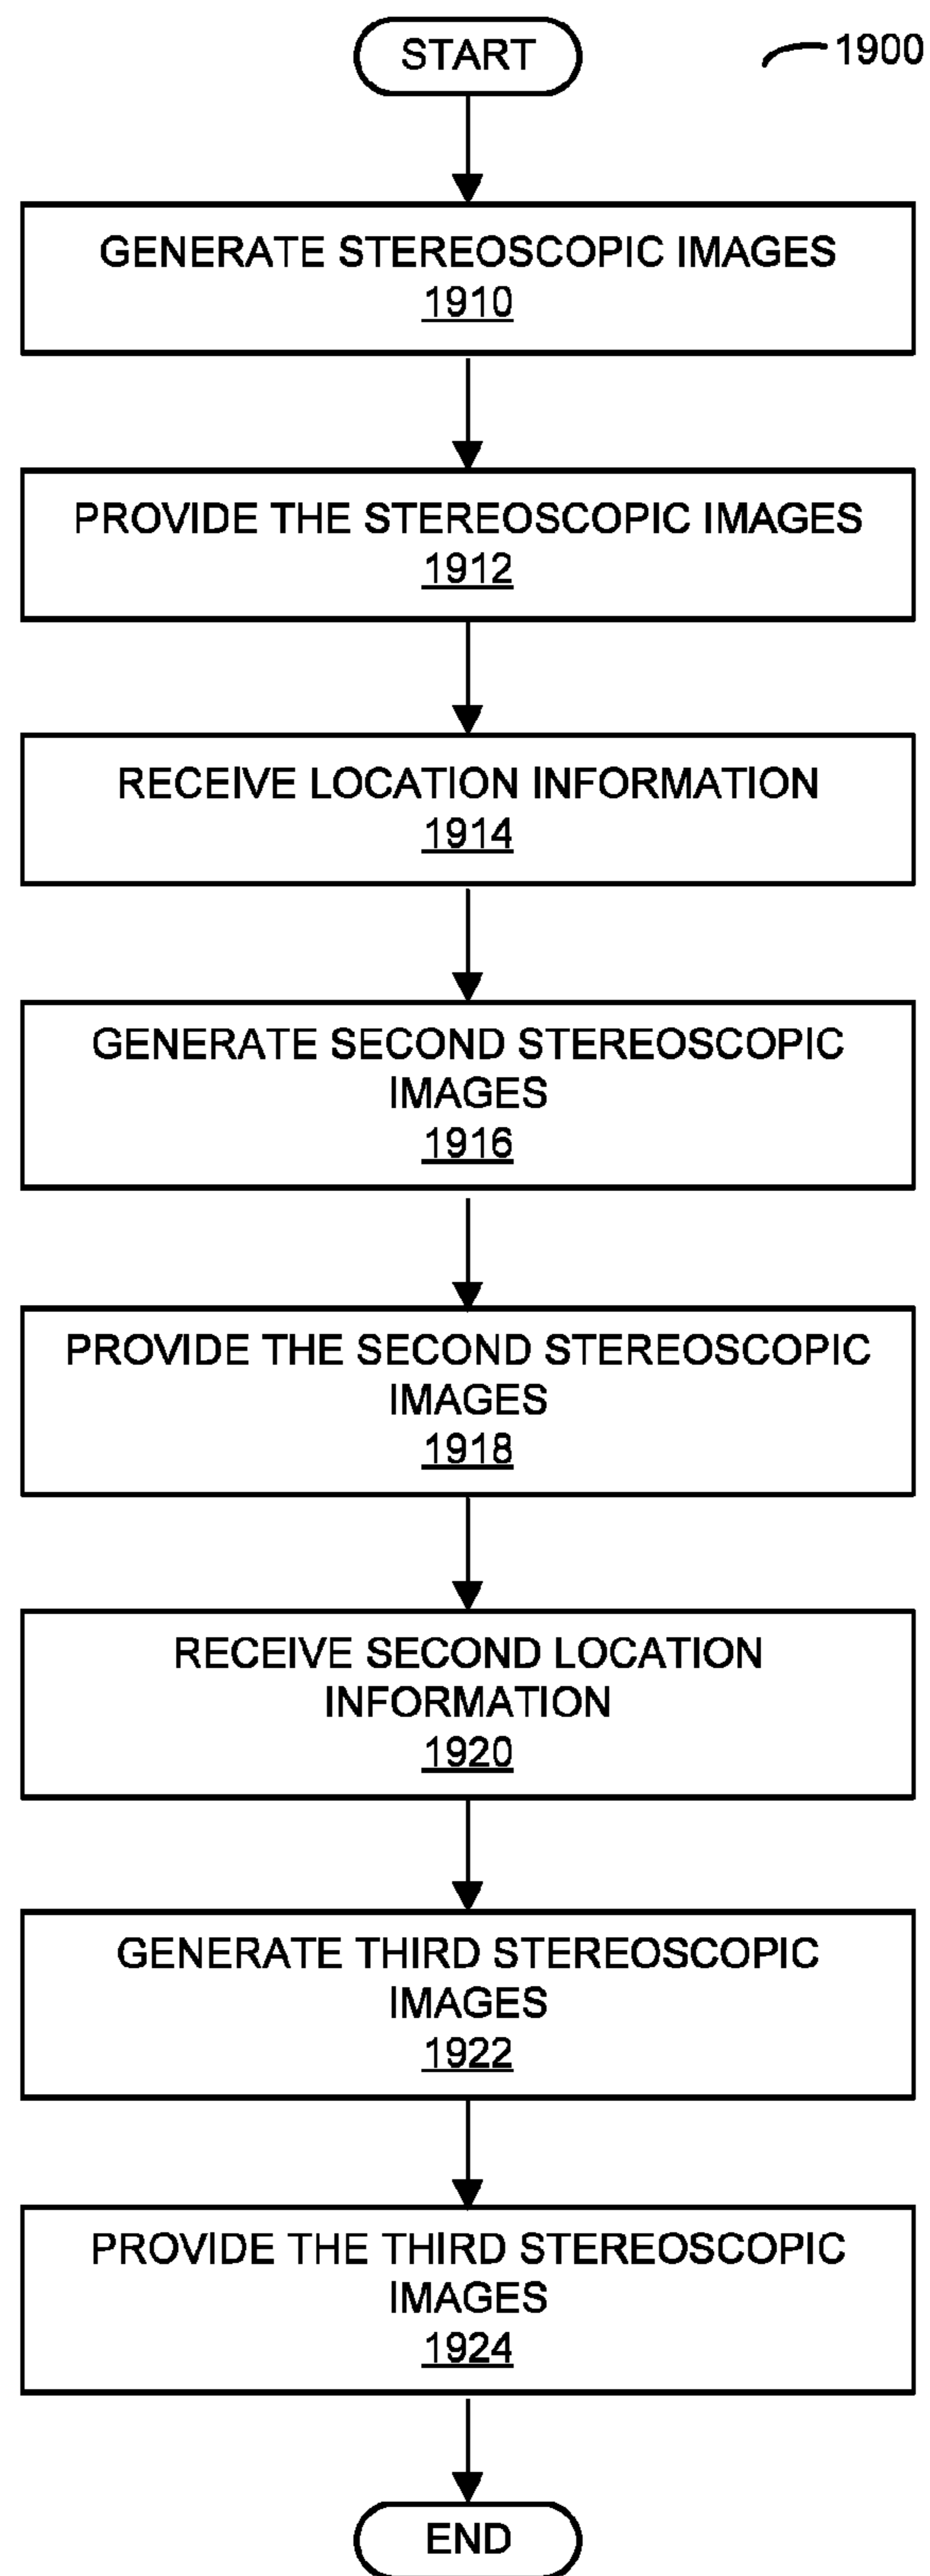 START
1900
GENERATE STEREOSCOPIC IMAGES
1910
PROVIDE THE STEREOSCOPIC IMAGES
1912
RECEIVE LOCATION INFORMATION
1914
GENERATE SECOND STEREOSCOPIC
IMAGES
1916
PROVIDE THE SECOND STEREOSCOPIC
IMAGES
1918
RECEIVE SECOND LOCATION
INFORMATION
1920
GENERATE THIRD STEREOSCOPIC
IMAGES
1922
PROVIDE THE THIRD STEREOSCOPIC
IMAGES
1924
END